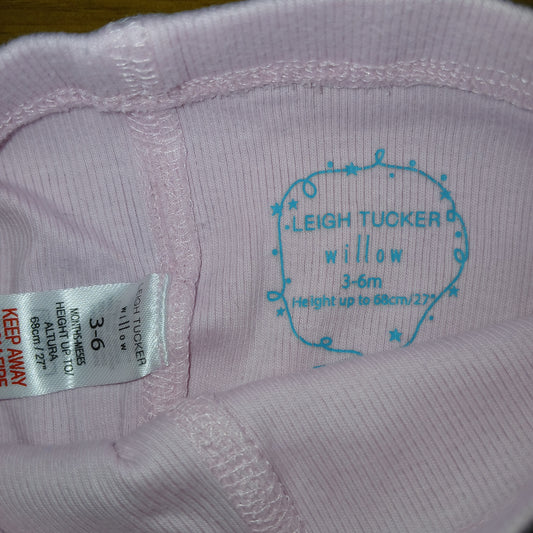 LEIGH TUCKER
willow
3-6m
Height up to 68cm/27"
LEIGH TUCKER
willow
3-6
MONTHS-MESES
HEIGHT UP TO/
ALTURA
68cm / 27"
KEEP AWAY